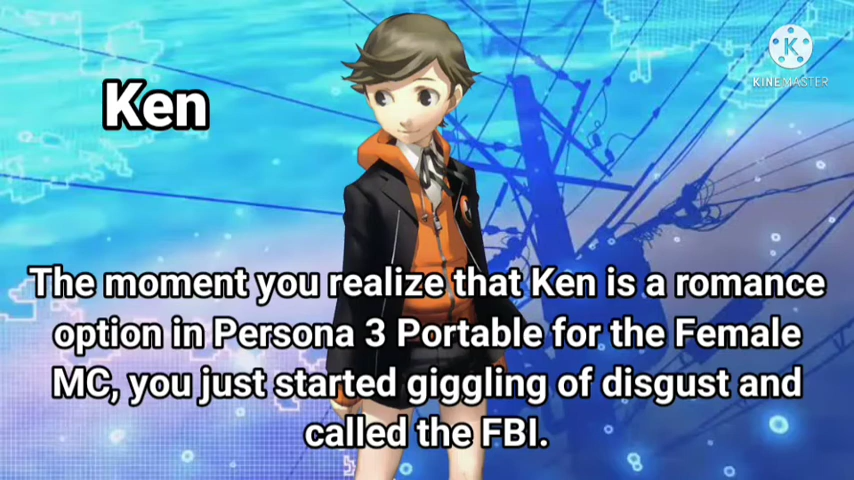 K
KINEMASTER
Ken
The moment you realize that Ken is a romance
option in Persona 3 Portable for the Female
MC, you just started giggling of disgust and
called the FBI.